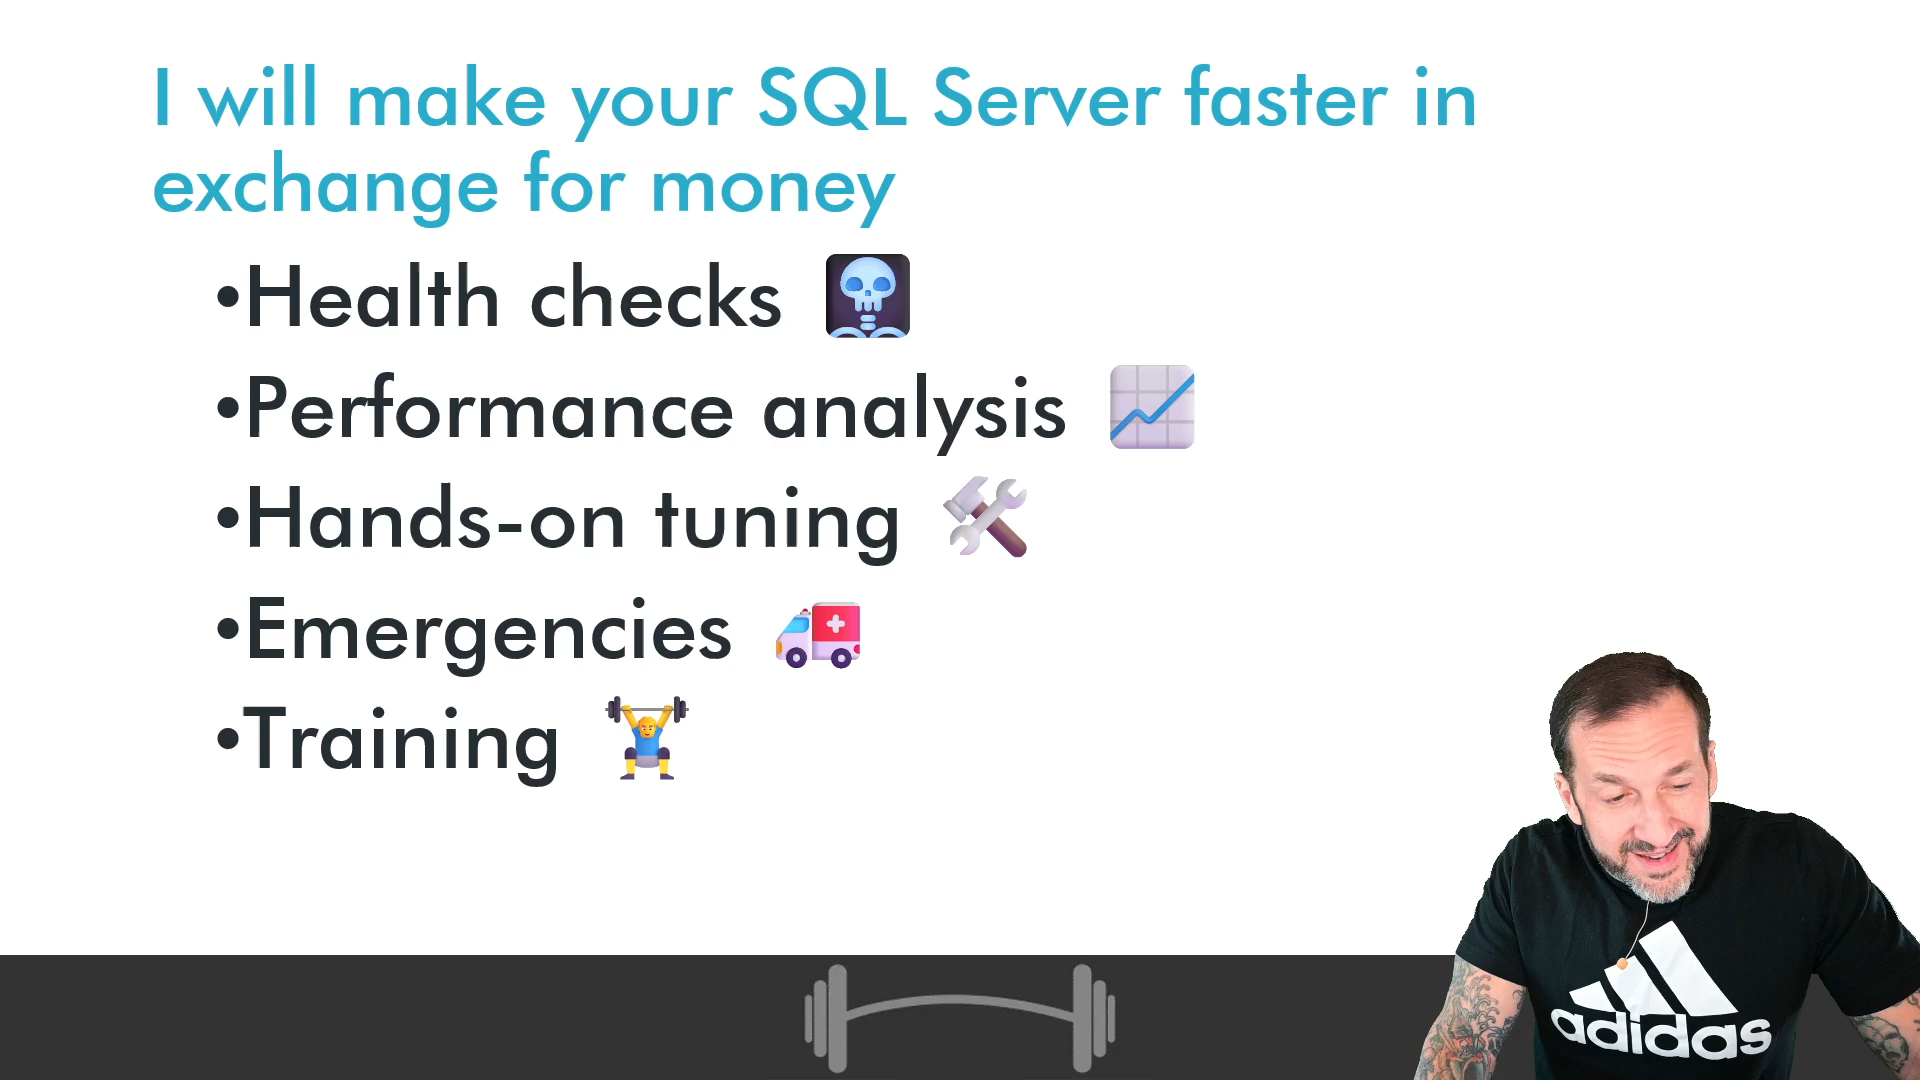 I will make your SQL Server faster in
exchange for money
•Health checks
•Performance analysis
•Hands-on tuning
•Emergencies
•Training
adidas